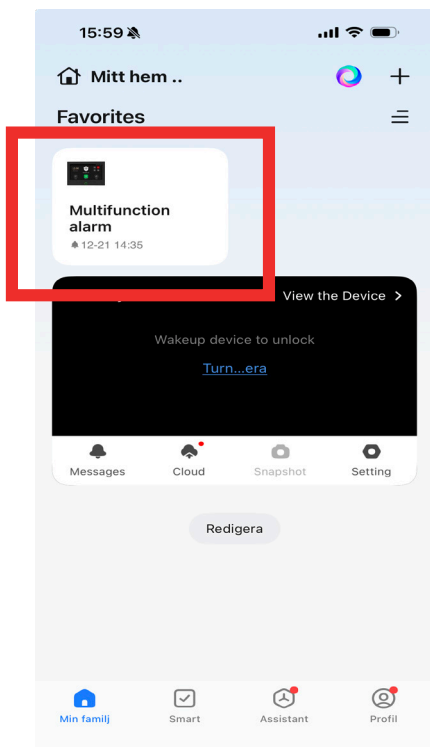 15:59
Mitt hem ..
Favorites
Multifunction
alarm
12-21 14:35
View the Device
Wakeup device to unlock
Turn...era
Messages Cloud Snapshot Setting
Redigera
Min familj Smart Assistant Profil